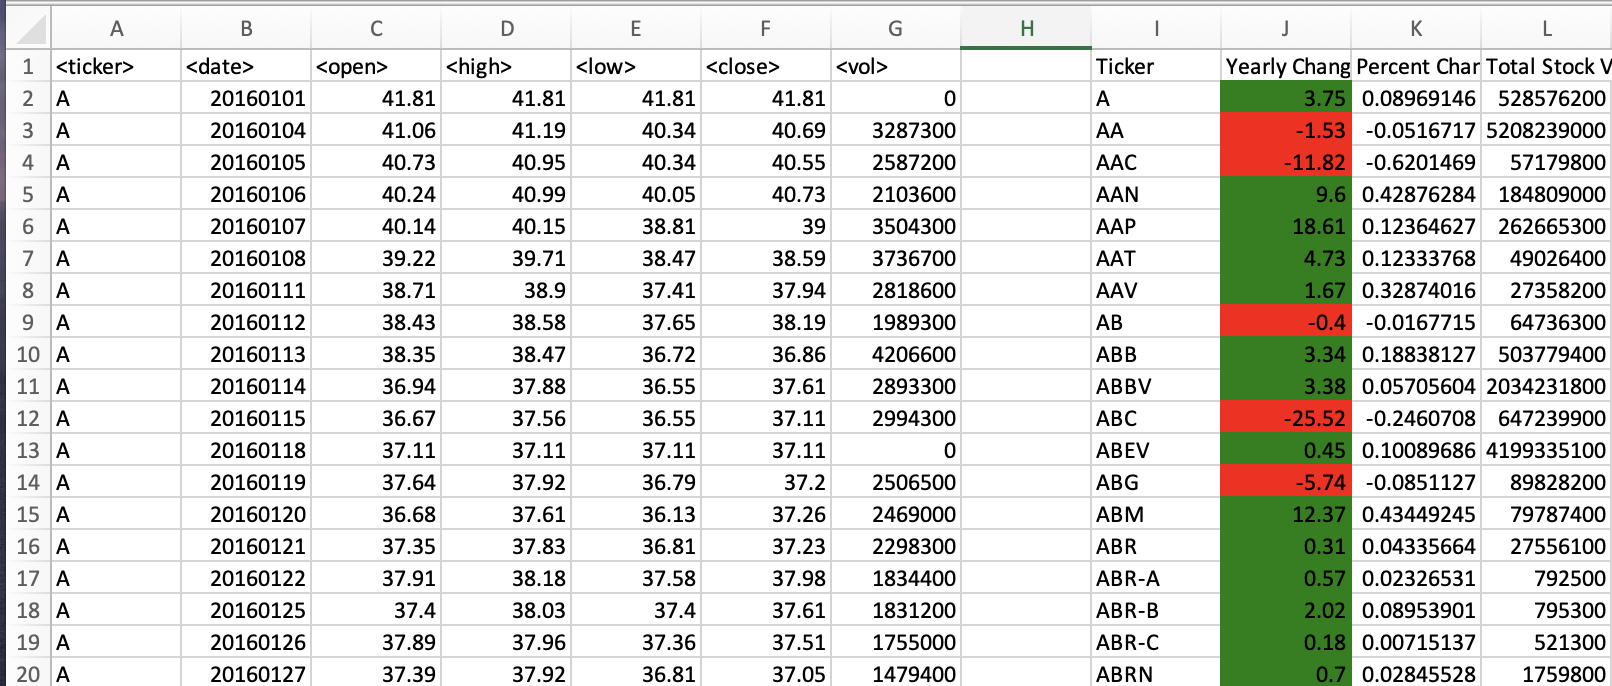 A B C D E F G H I J K L
1 <ticker> <date> <open> <high> <low> <close> <vol> Ticker Yearly Chang Percent Char Total Stock V
2 A 20160101 41.81 41.81 41.81 41.81 0 A 3.75 0.08969146 528576200
3 A 20160104 41.06 41.19 40.34 40.69 3287300 AA -1.53 -0.0516717 5208239000
4 A 20160105 40.73 40.95 40.34 40.55 2587200 AAC -11.82 -0.6201469 57179800
5 A 20160106 40.24 40.99 40.05 40.73 2103600 AAN 9.6 0.42876284 184809000
6 A 20160107 40.14 40.15 38.81 39 3504300 AAP 18.61 0.12364627 262665300
7 A 20160108 39.22 39.71 38.47 38.59 3736700 AAT 4.73 0.12333768 49026400
8 A 20160111 38.71 38.9 37.41 37.94 2818600 AAV 1.67 0.32874016 27358200
9 A 20160112 38.43 38.58 37.65 38.19 1989300 AB -0.4 -0.0167715 64736300
10 A 20160113 38.35 38.47 36.72 36.86 4206600 ABB 3.34 0.18838127 503779400
11 A 20160114 36.94 37.88 36.55 37.61 2893300 ABBV 3.38 0.05705604 2034231800
12 A 20160115 36.67 37.56 36.55 37.11 2994300 ABC -25.52 -0.2460708 647239900
13 A 20160118 37.11 37.11 37.11 37.11 0 ABEV 0.45 0.10089686 4199335100
14 A 20160119 37.64 37.92 36.79 37.2 2506500 ABG -5.74 -0.0851127 89828200
15 A 20160120 36.68 37.61 36.13 37.26 2469000 ABM 12.37 0.43449245 79787400
16 A 20160121 37.35 37.83 36.81 37.23 2298300 ABR 0.31 0.04335664 27556100
17 A 20160122 37.91 38.18 37.58 37.98 1834400 ABR-A 0.57 0.02326531 792500
18 A 20160125 37.4 38.03 37.4 37.61 1831200 ABR-B 2.02 0.08953901 795300
19 A 20160126 37.89 37.96 37.36 37.51 1755000 ABR-C 0.18 0.00715137 521300
20 A 20160127 37.39 37.92 36.81 37.05 1479400 ABRN 0.7 0.02845528 1759800